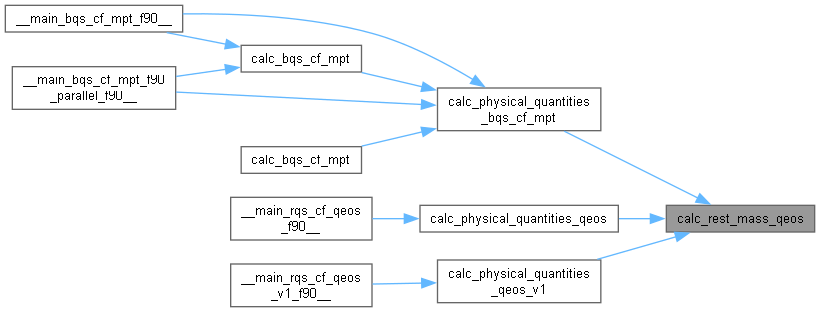 __main_bqs_cf_mpt_f90__
calc_bqs_cf_mpt
__main_bqs_cf_mpt_f90
_parallel_f90__
calc_physical_quantities
_bqs_cf_mpt
calc_bqs_cf_mpt
__main_rqs_cf_qeos
_f90__
calc_physical_quantities_qeos
calc_rest_mass_qeos
__main_rqs_cf_qeos
_v1_f90__
calc_physical_quantities
_qeos_v1